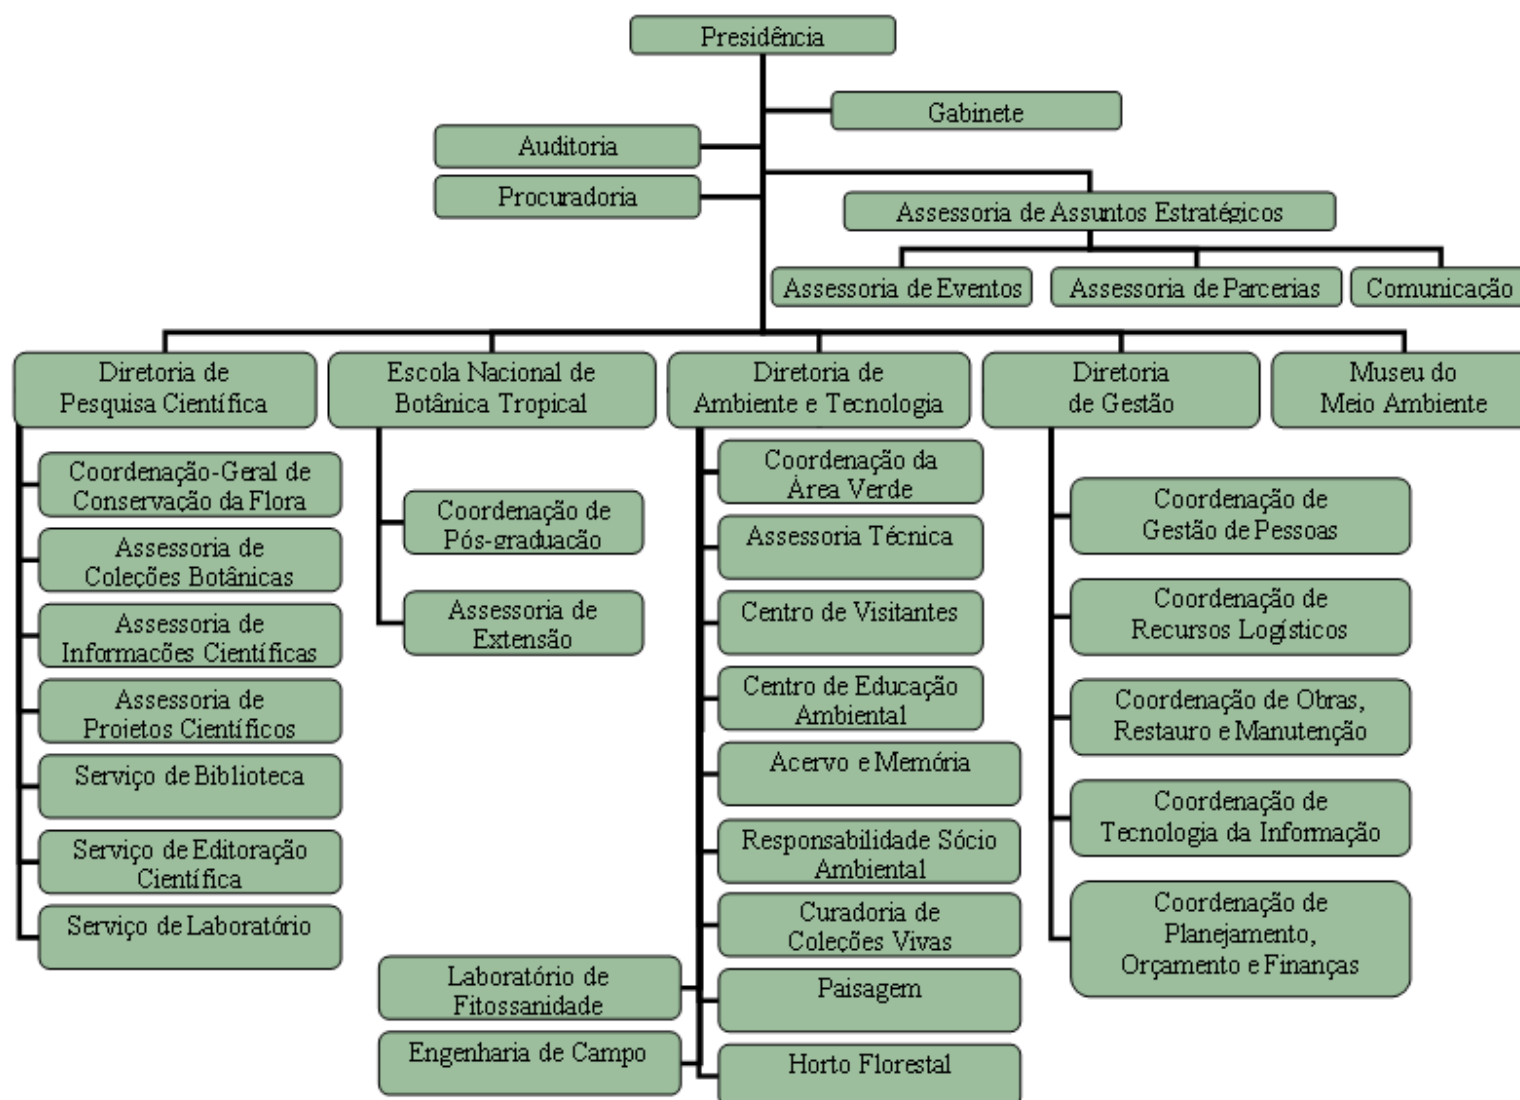 Presidência
Gabinete
Auditoria
Procuradoria
Assessoria de Assuntos Estratégicos
Assessoria de Eventos
Assessoria de Parcerias
Comunicação
Diretoria de
Pesquisa Científica
Escola Nacional de
Botânica Tropical
Diretoria de
Ambiente e Tecnologia
Diretoria
de Gestão
Museu do
Meio Ambiente
Coordenação-Geral de
Conservação da Flora
Assessoria de
Coleções Botânicas
Assessoria de
Informacões Científicas
Assessoria de
Projetos Científicos
Serviço de Biblioteca
Serviço de Editoração
Científica
Serviço de Laboratório
Coordenação de
Pós-graduacão
Assessoria de
Extensão
Coordenação da
Área Verde
Assessoria Técnica
Centro de Visitantes
Centro de Educação
Ambiental
Acervo e Memória
Responsabilidade Sócio
Ambiental
Curadoria de
Coleções Vivas
Laboratório de
Fitossanidade
Paisagem
Engenharia de Campo
Horto Florestal
Coordenação de
Gestão de Pessoas
Coordenação de
Recursos Logísticos
Coordenação de Obras,
Restauro e Manutenção
Coordenação de
Tecnologia da Informação
Coordenação de
Planejamento,
Orçamento e Finanças